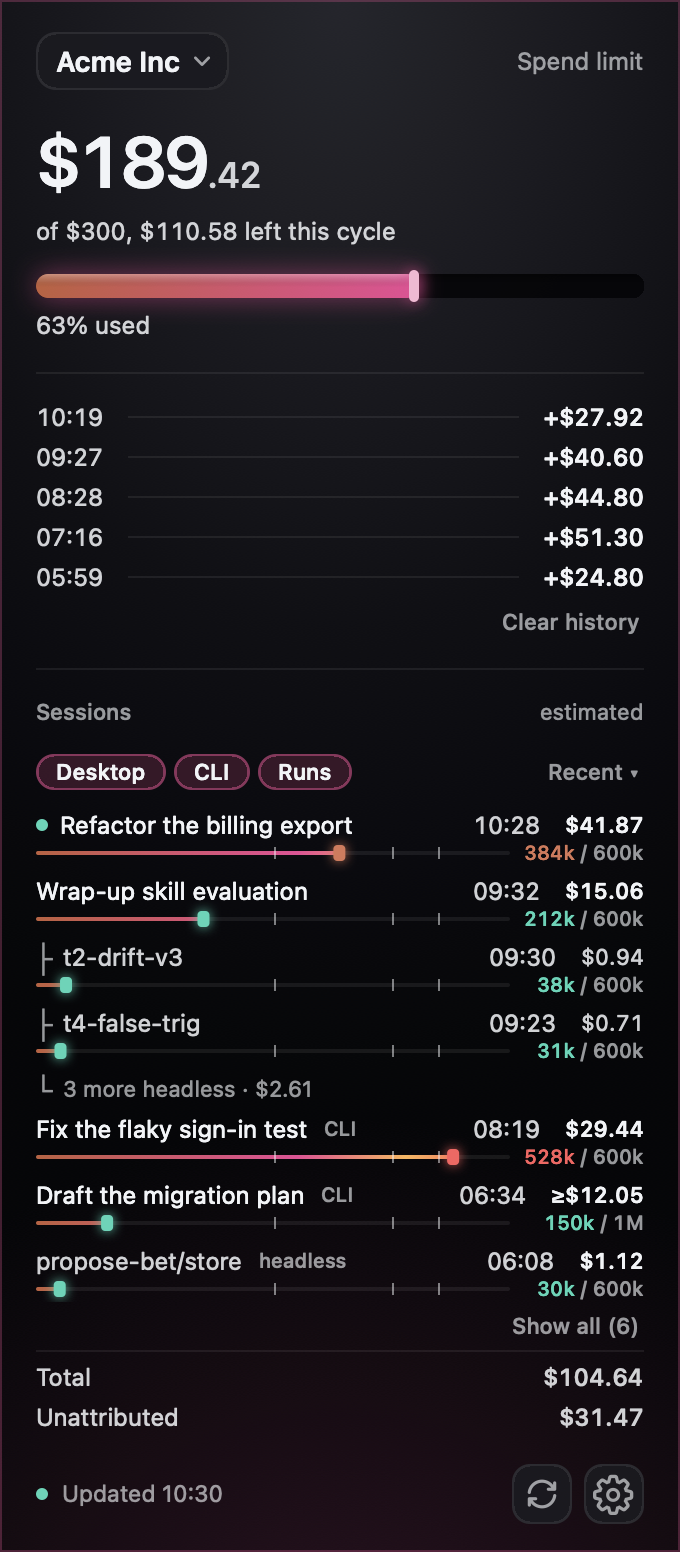 Acme Inc Spend limit
$189.42
of $300, $110.58 left this cycle
63% used
10:19 +$27.92
09:27 +$40.60
08:28 +$44.80
07:16 +$51.30
05:59 +$24.80
Clear history
Sessions estimated
Desktop CLI Runs Recent ▾
Refactor the billing export 10:28 $41.87
384k / 600k
Wrap-up skill evaluation 09:32 $15.06
212k / 600k
├ t2-drift-v3 09:30 $0.94
38k / 600k
├ t4-false-trig 09:23 $0.71
31k / 600k
└ 3 more headless · $2.61
Fix the flaky sign-in test CLI 08:19 $29.44
528k / 600k
Draft the migration plan CLI 06:34 ≥$12.05
150k / 1M
propose-bet/store headless 06:08 $1.12
30k / 600k
Show all (6)
Total $104.64
Unattributed $31.47
Updated 10:30